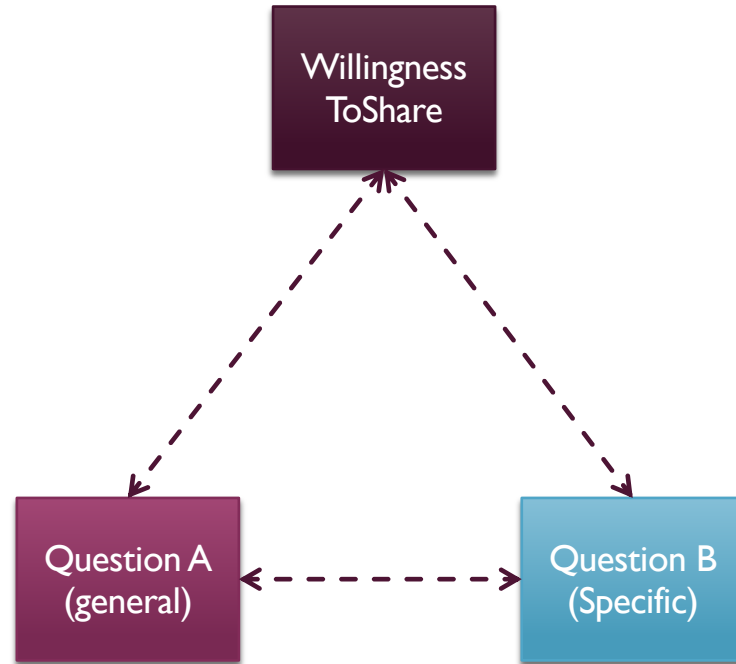 Willingness
ToShare
Question A
(general)
Question B
(Specific)